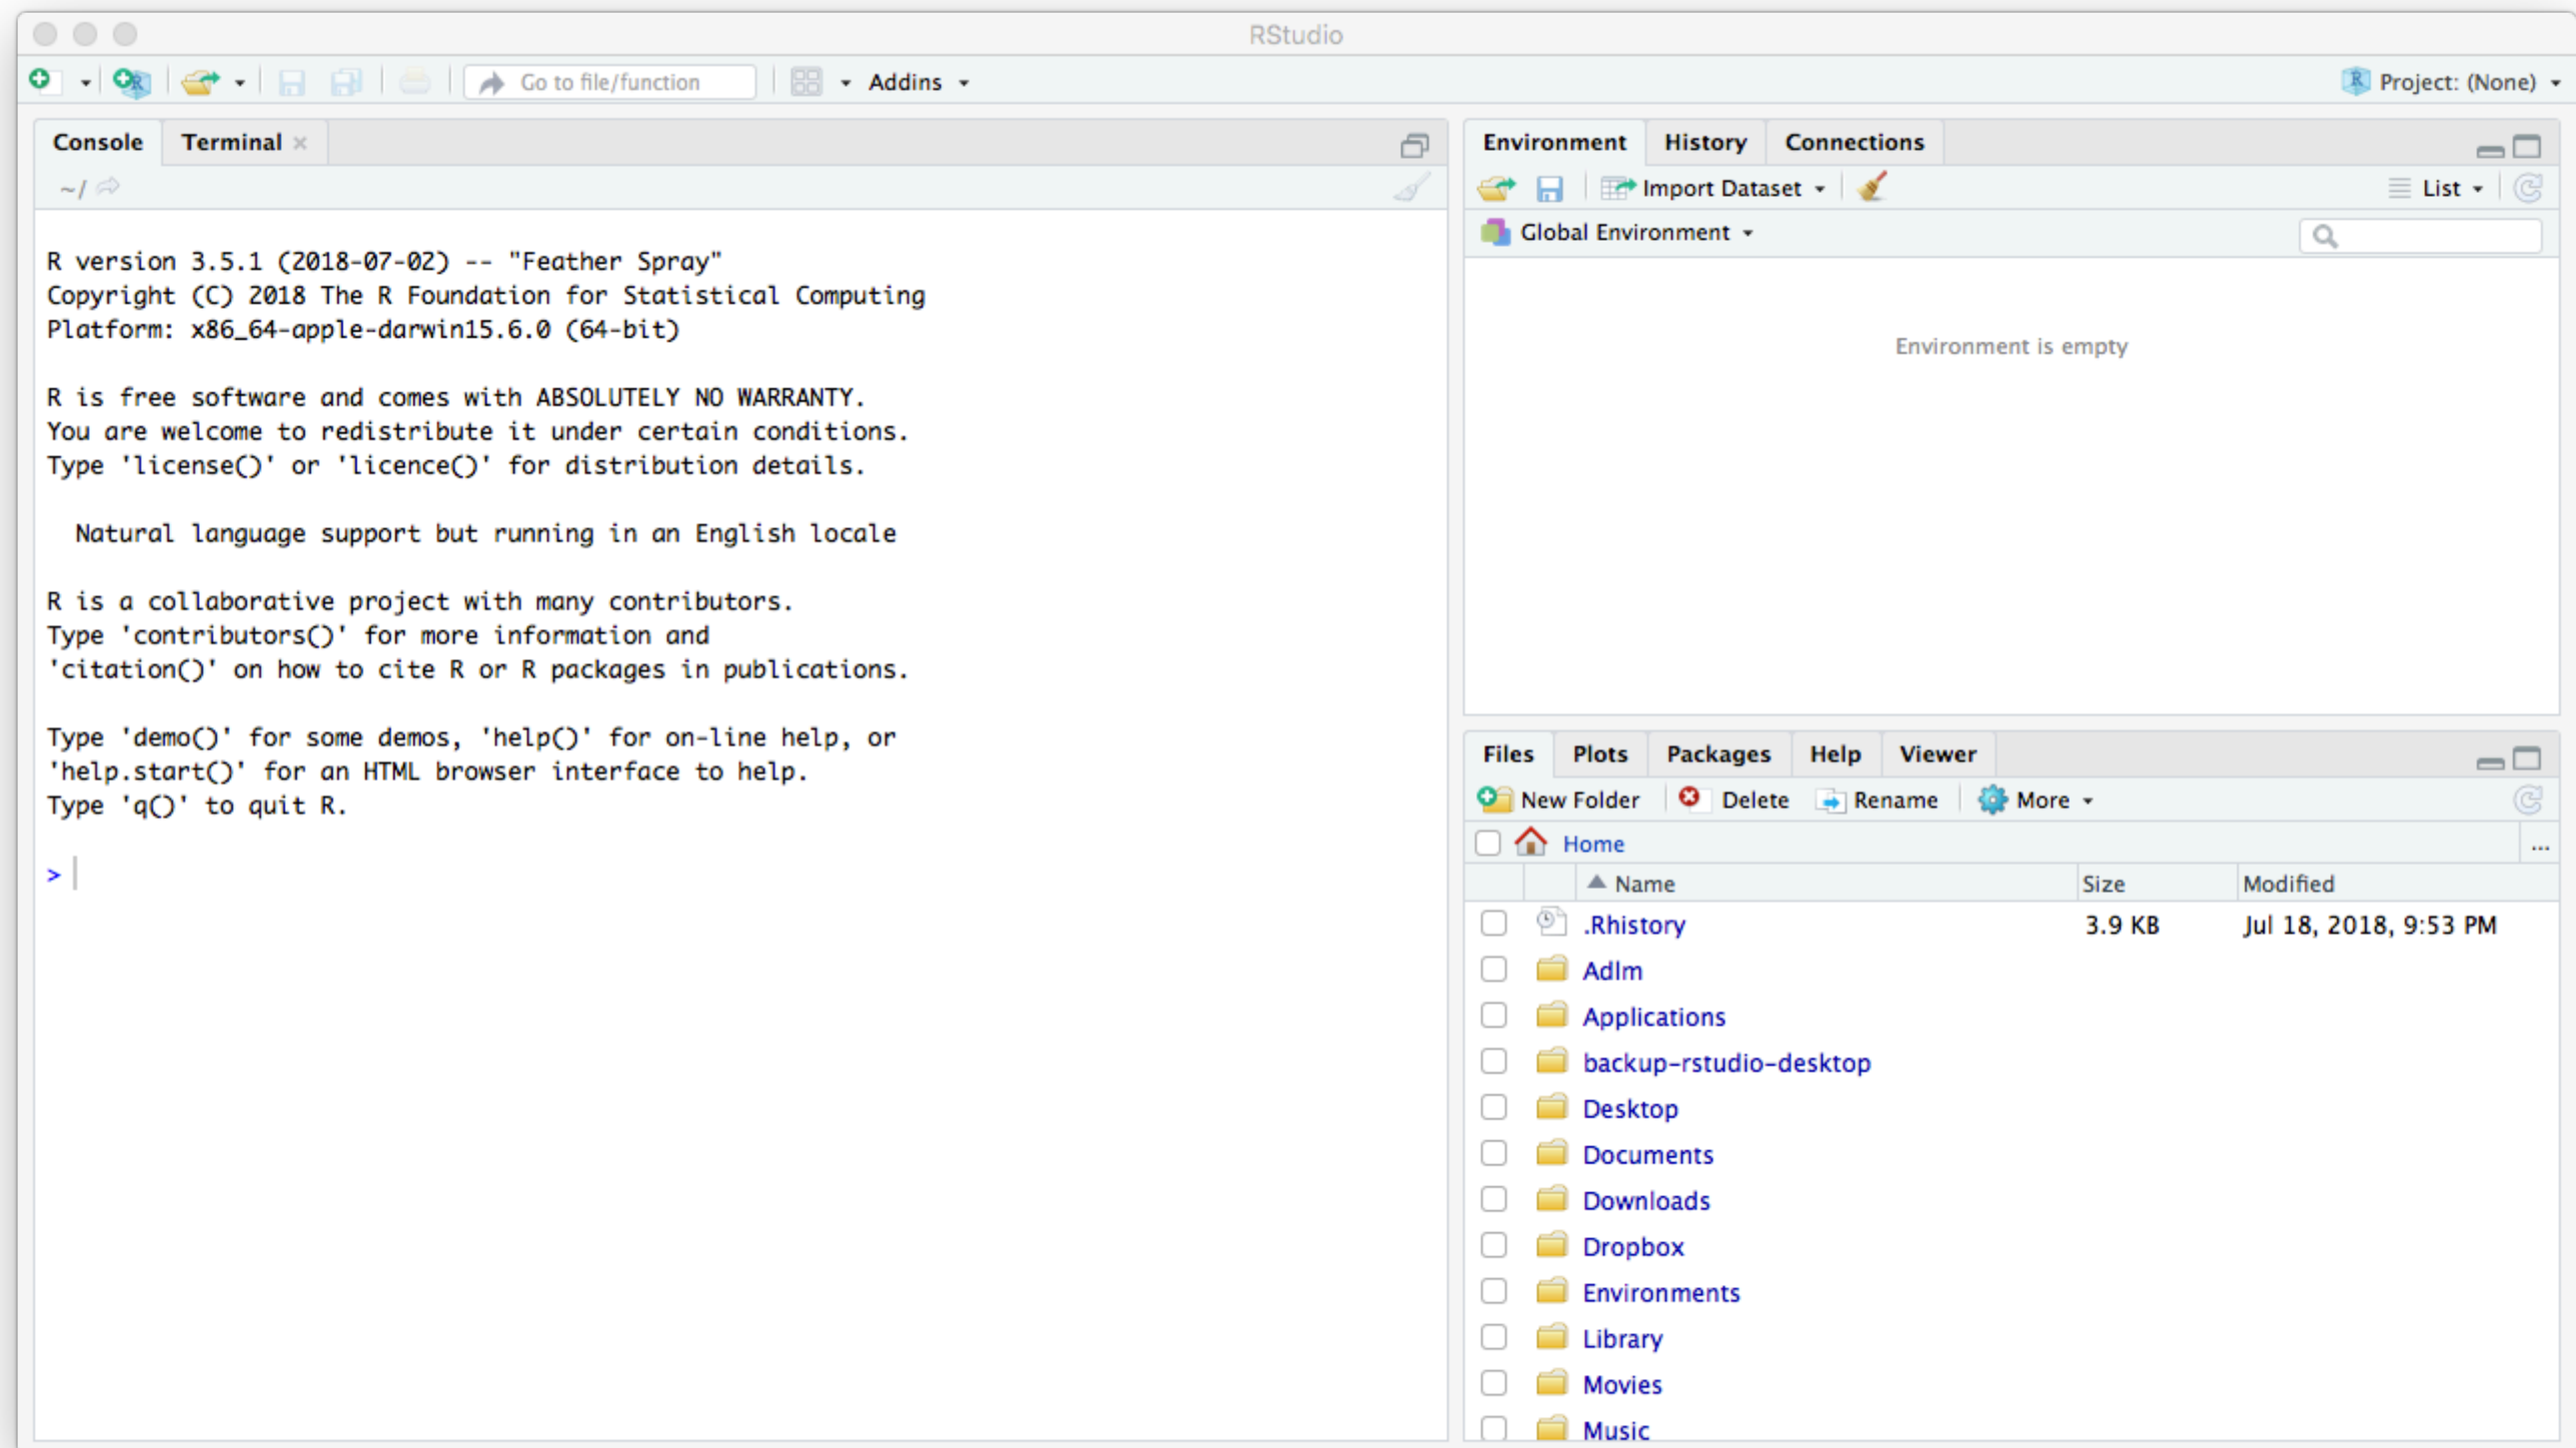 RStudio
Go to file/function
Addins
Project: (None)
Console Terminal
~/
R version 3.5.1 (2018-07-02) -- "Feather Spray"
Copyright (C) 2018 The R Foundation for Statistical Computing
Platform: x86_64-apple-darwin15.6.0 (64-bit)
R is free software and comes with ABSOLUTELY NO WARRANTY.
You are welcome to redistribute it under certain conditions.
Type 'license()' or 'licence()' for distribution details.
Natural language support but running in an English locale
R is a collaborative project with many contributors.
Type 'contributors()' for more information and
'citation()' on how to cite R or R packages in publications.
Type 'demo()' for some demos, 'help()' for on-line help, or
'help.start()' for an HTML browser interface to help.
Type 'q()' to quit R.
>
Environment History Connections
Import Dataset List
Global Environment
Environment is empty
Files Plots Packages Help Viewer
New Folder Delete Rename More
Home ...
Name Size Modified
.Rhistory 3.9 KB Jul 18, 2018, 9:53 PM
Adlm
Applications
backup-rstudio-desktop
Desktop
Documents
Downloads
Dropbox
Environments
Library
Movies
Music